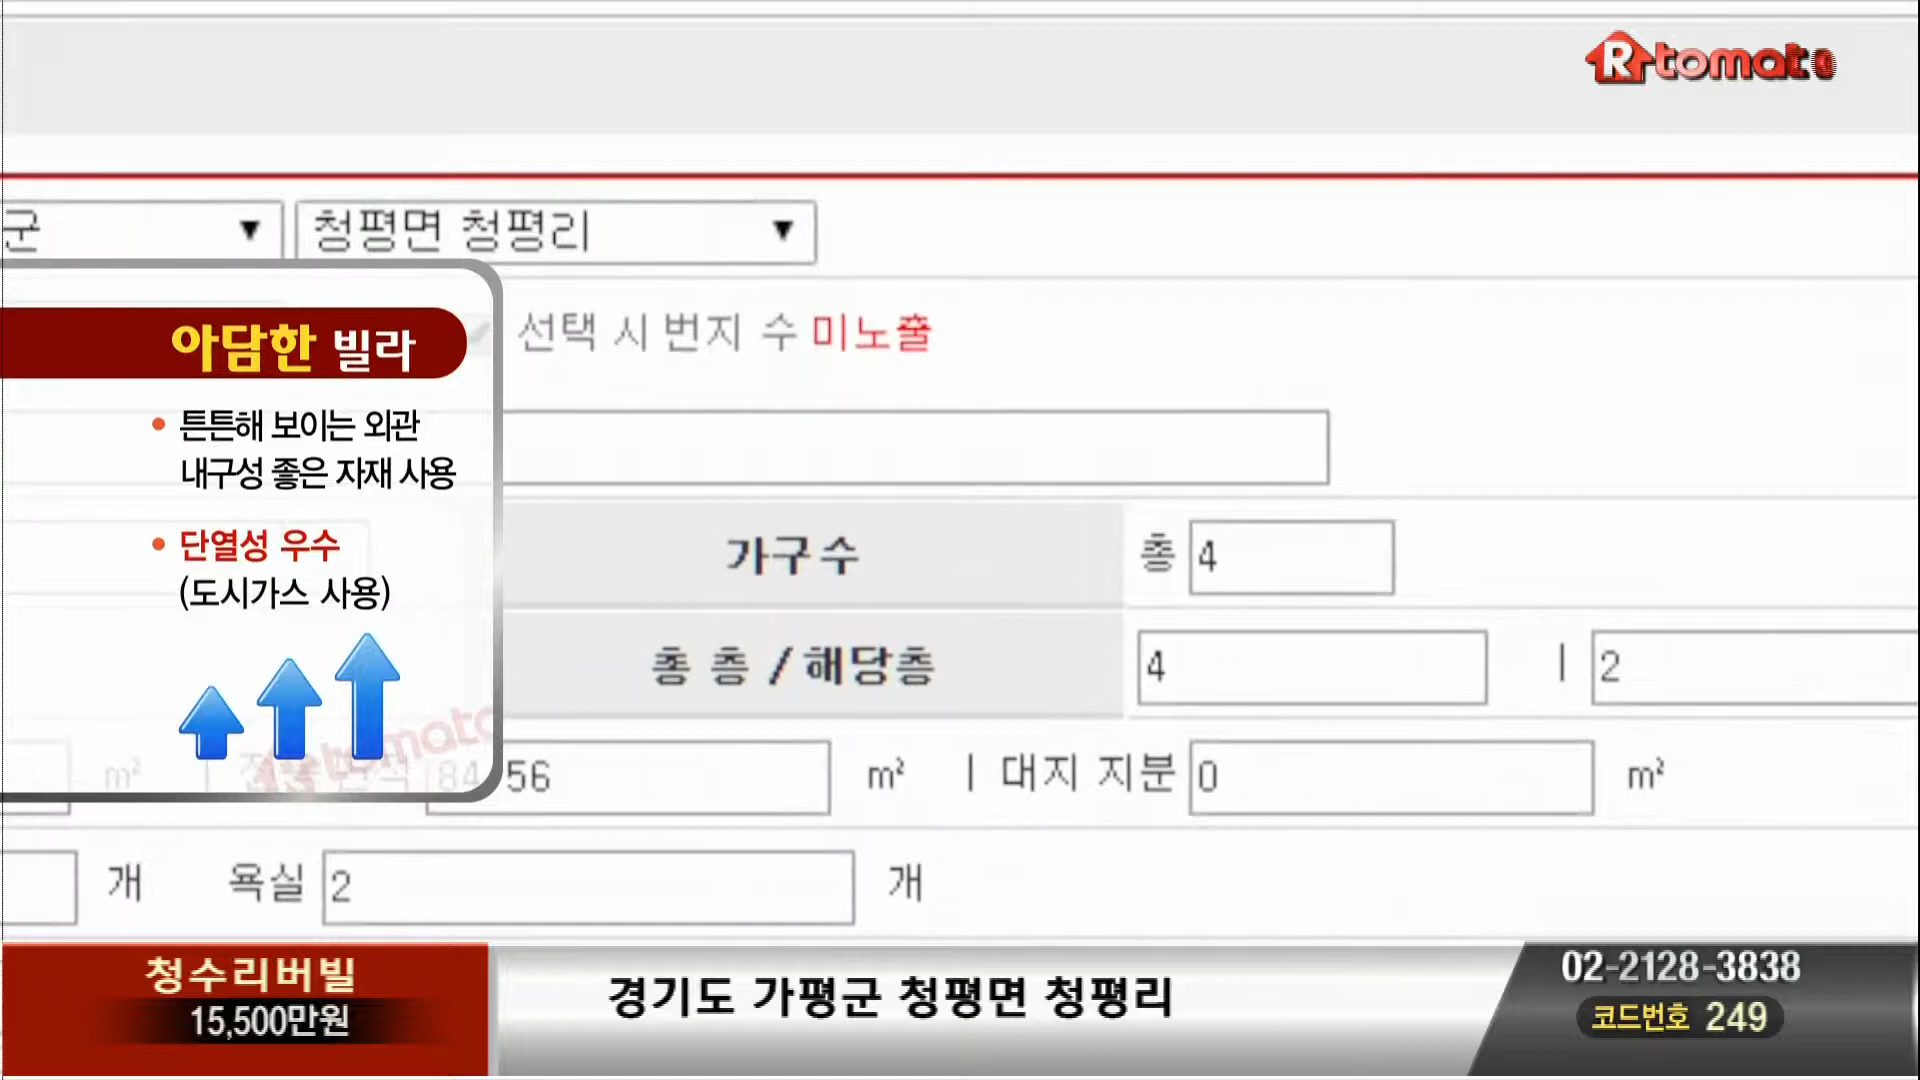 R tomato
군 ▼ 청평면 청평리 ▼
아담한 빌라
선택 시 번지 수 미노출
• 튼튼해 보이는 외관
내구성 좋은 자재 사용
• 단열성 우수
(도시가스 사용)
가구수 총 4
총 층 / 해당층 4 | 2
tomato
m² | 84 56 m² | 대지 지분 0 m²
개 욕실 2 개
청수리버빌
15,500만원
경기도 가평군 청평면 청평리
02-2128-3838
코드번호 249